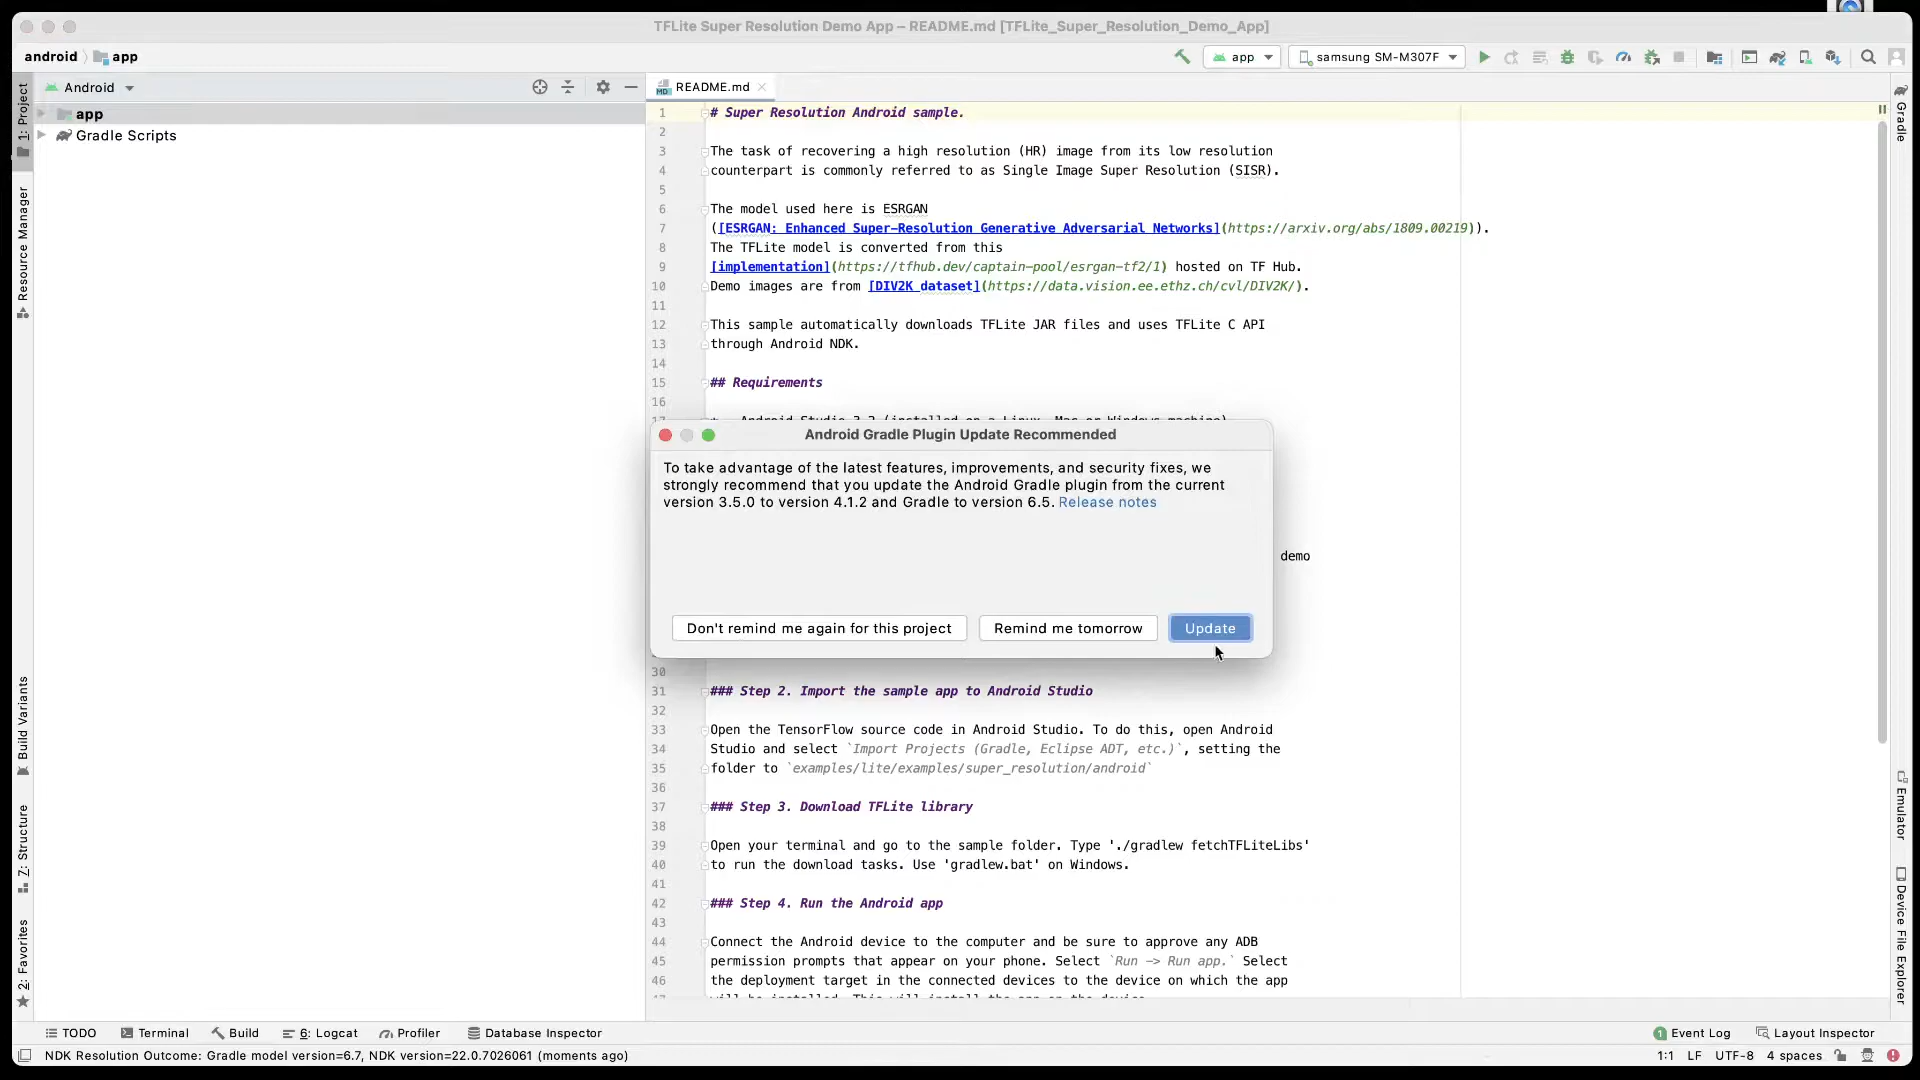 TFLite Super Resolution Demo App – README.md [TFLite_Super_Resolution_Demo_App]
android
app
app
samsung SM-M307F
Android
README.md
app
Gradle Scripts
1: Project
Resource Manager
Build Variants
Z: Structure
2: Favorites
Gradle
Emulator
Device File Explorer
1 # Super Resolution Android sample.
2
3 The task of recovering a high resolution (HR) image from its low resolution
4 counterpart is commonly referred to as Single Image Super Resolution (SISR).
5
6 The model used here is ESRGAN
7 ([ESRGAN: Enhanced Super-Resolution Generative Adversarial Networks](https://arxiv.org/abs/1809.00219)).
8 The TFLite model is converted from this
9 [implementation](https://tfhub.dev/captain-pool/esrgan-tf2/1) hosted on TF Hub.
10 Demo images are from [DIV2K dataset](https://data.vision.ee.ethz.ch/cvl/DIV2K/).
11
12 This sample automatically downloads TFLite JAR files and uses TFLite C API
13 through Android NDK.
14
15 ## Requirements
16
Android Gradle Plugin Update Recommended
To take advantage of the latest features, improvements, and security fixes, we
strongly recommend that you update the Android Gradle plugin from the current
version 3.5.0 to version 4.1.2 and Gradle to version 6.5. Release notes
demo
Don't remind me again for this project
Remind me tomorrow
Update
30
31 ### Step 2. Import the sample app to Android Studio
32
33 Open the TensorFlow source code in Android Studio. To do this, open Android
34 Studio and select `Import Projects (Gradle, Eclipse ADT, etc.)`, setting the
35 folder to `examples/lite/examples/super_resolution/android`
36
37 ### Step 3. Download TFLite library
38
39 Open your terminal and go to the sample folder. Type './gradlew fetchTFLiteLibs'
40 to run the download tasks. Use 'gradlew.bat' on Windows.
41
42 ### Step 4. Run the Android app
43
44 Connect the Android device to the computer and be sure to approve any ADB
45 permission prompts that appear on your phone. Select `Run -> Run app.` Select
46 the deployment target in the connected devices to the device on which the app
TODO
Terminal
Build
6: Logcat
Profiler
Database Inspector
1 Event Log
Layout Inspector
NDK Resolution Outcome: Gradle model version=6.7, NDK version=22.0.7026061 (moments ago)
1:1 LF UTF-8 4 spaces